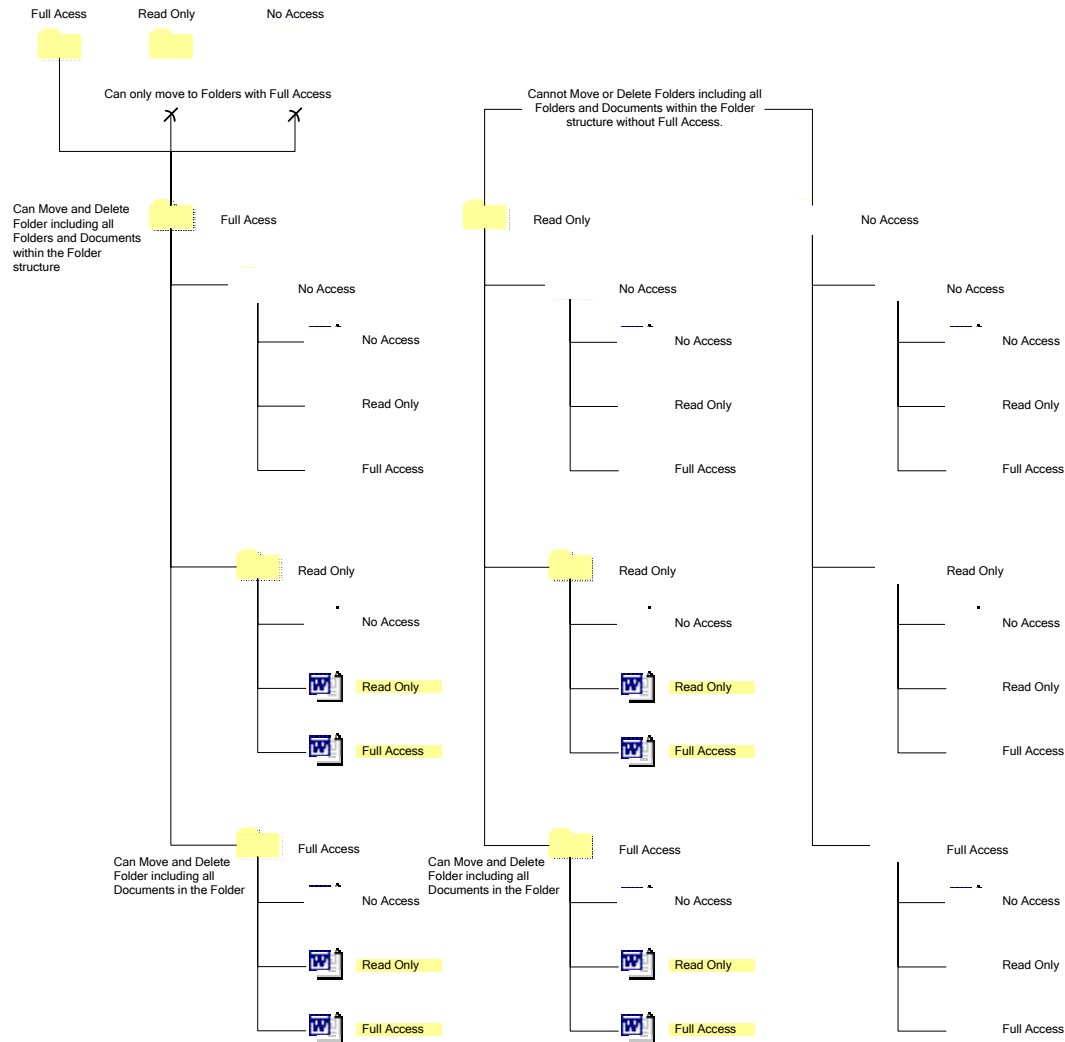 Full Acess
Read Only
No Access
Can only move to Folders with Full Access
Cannot Move or Delete Folders including all
Folders and Documents within the Folder
structure without Full Access.
Can Move and Delete
Folder including all
Folders and Documents
within the Folder
structure
Full Acess
Read Only
No Access
No Access
No Access
No Access
No Access
No Access
No Access
Read Only
Read Only
Read Only
Full Access
Full Access
Full Access
Read Only
Read Only
Read Only
No Access
No Access
No Access
Read Only
Read Only
Read Only
Full Access
Full Access
Full Access
Full Access
Full Access
Full Access
Can Move and Delete
Folder including all
Documents in the Folder
Can Move and Delete
Folder including all
Documents in the Folder
No Access
No Access
No Access
Read Only
Read Only
Read Only
Full Access
Full Access
Full Access